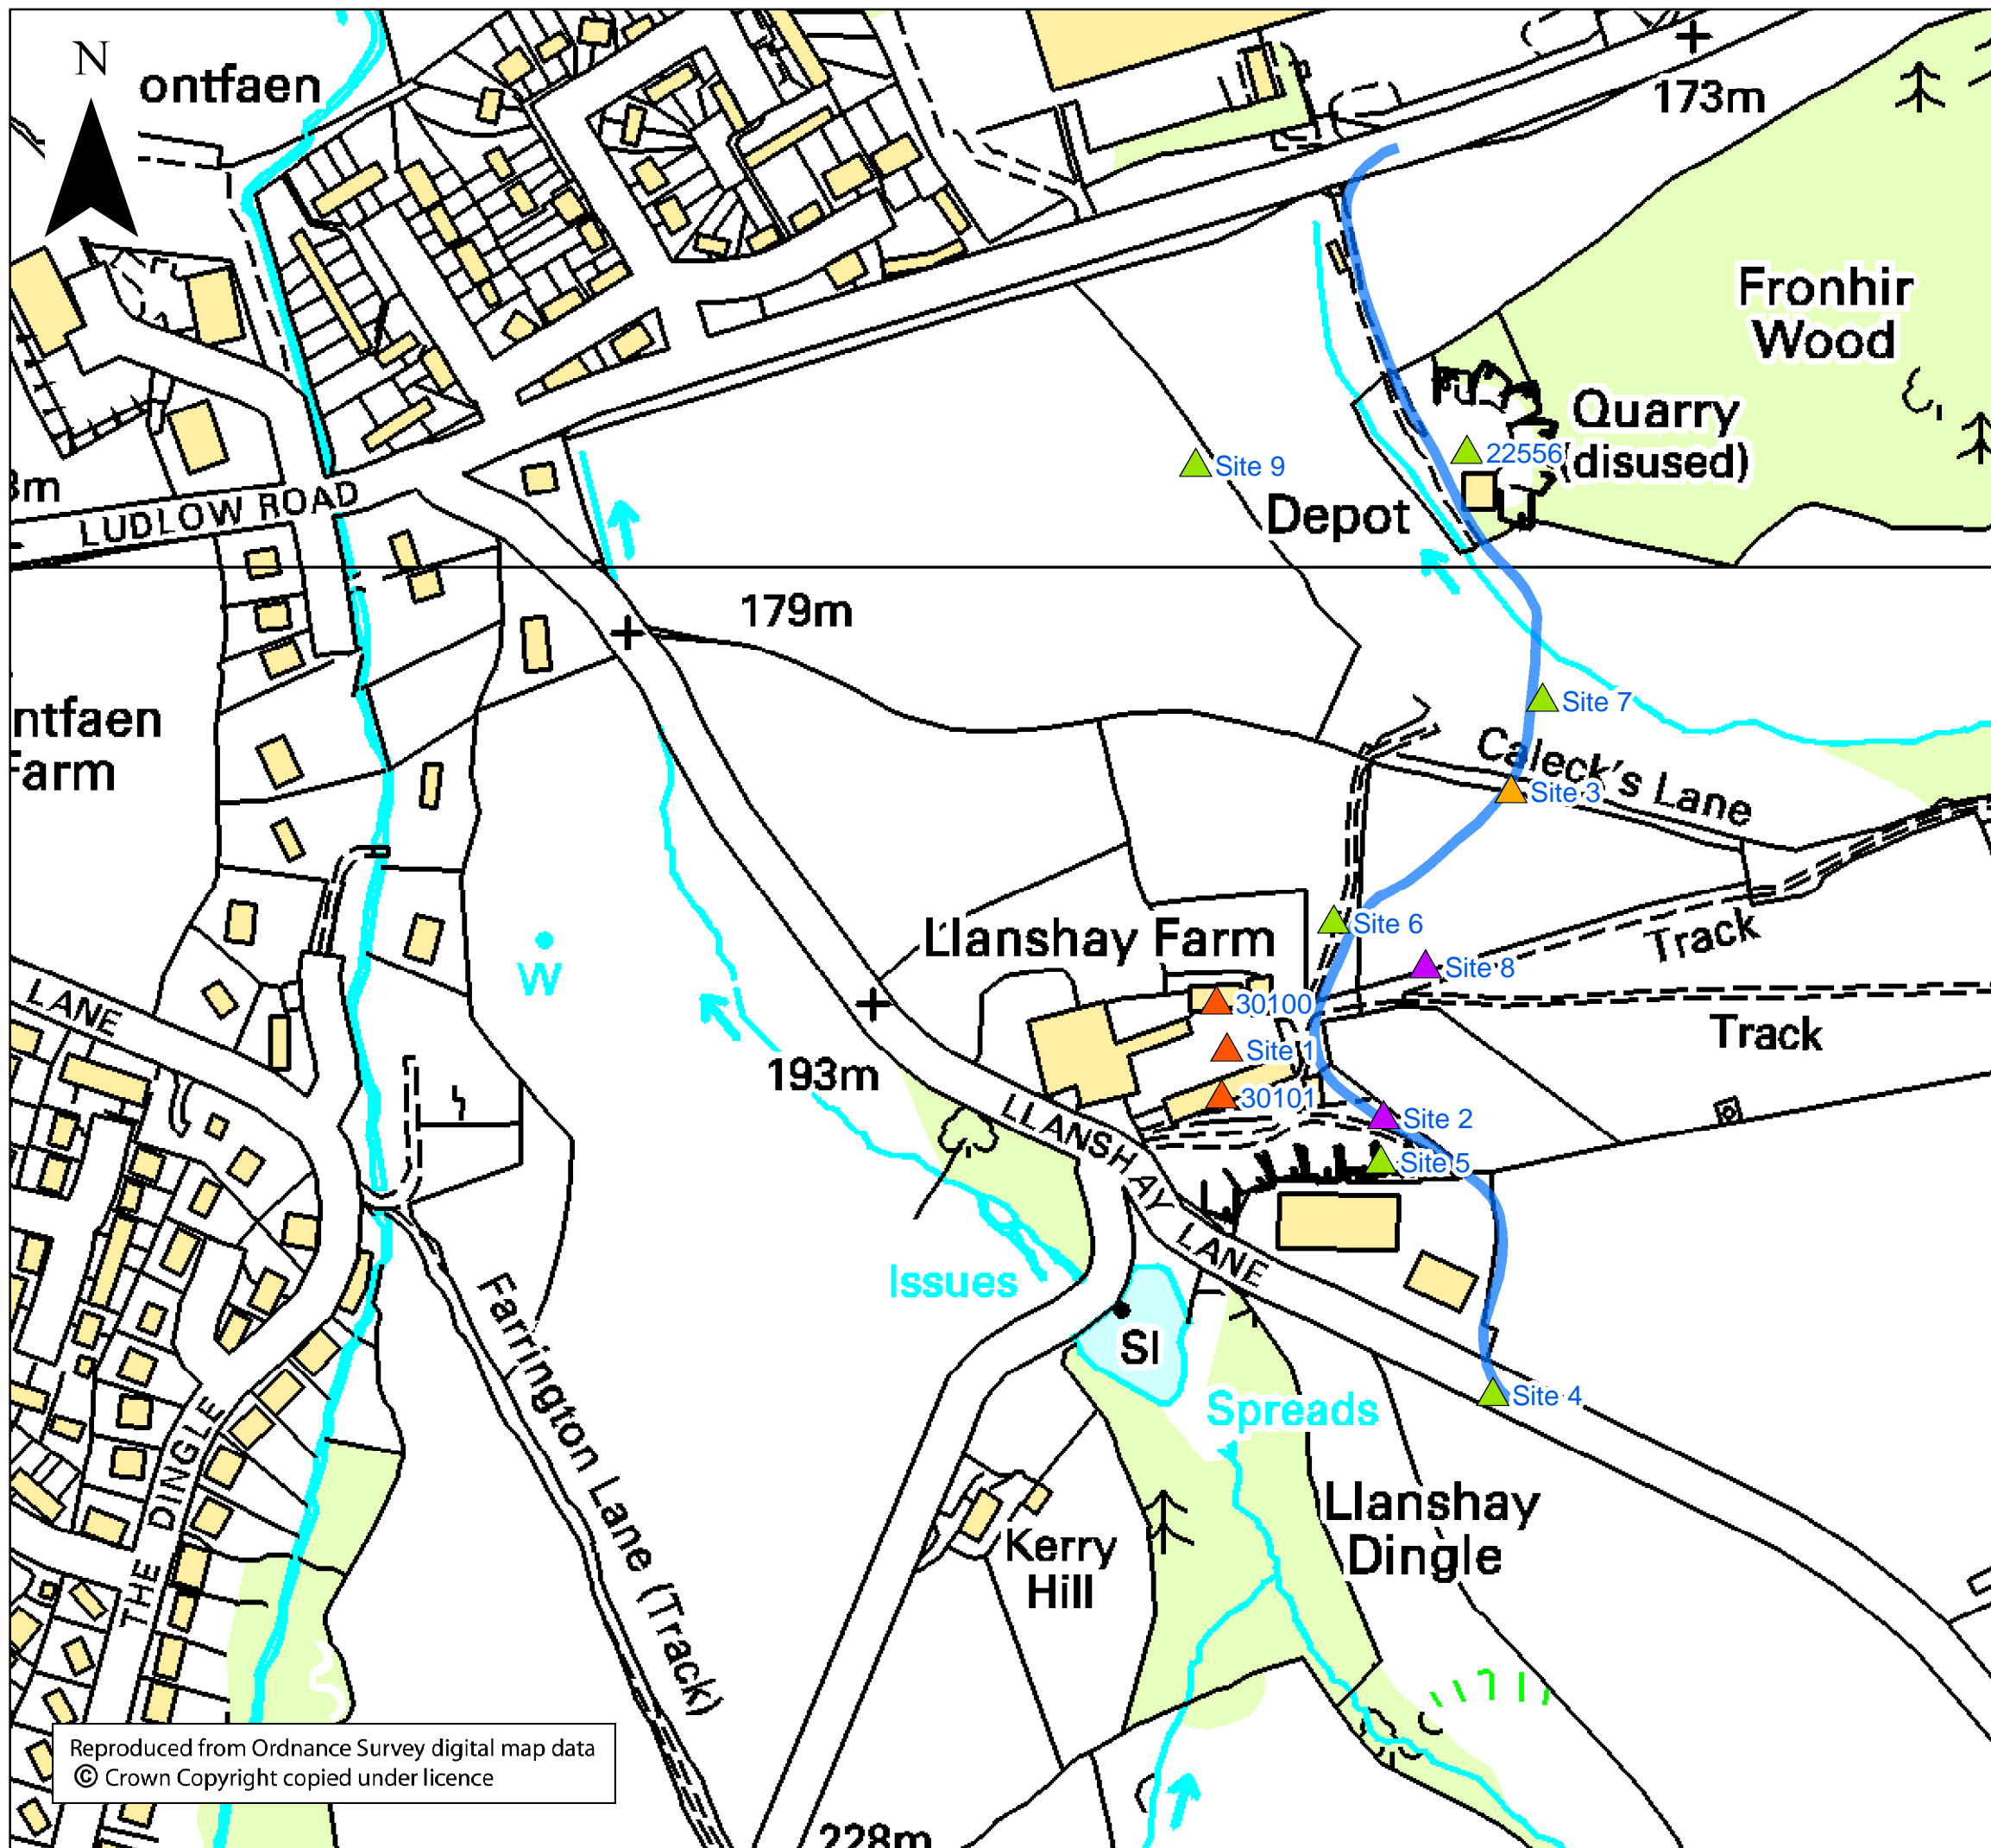 N
ontfaen
173m
Fronhir
Wood
Quarry
(disused)
22556
Site 9
Depot
3m
LUDLOW ROAD
179m
Site 7
ntfaen
Farm
Caleck's Lane
Site 3
Llanshay Farm
Site 6
Track
Site 8
W
LANE
30100
Track
Site 1
193m
30101
LLANSHAY LANE
Site 2
Site 5
Issues
SI
Farrington Lane (Track)
Spreads
Site 4
THE DINGLE
Llanshay
Dingle
Kerry
Hill
Reproduced from Ordnance Survey digital map data
© Crown Copyright copied under licence
228m